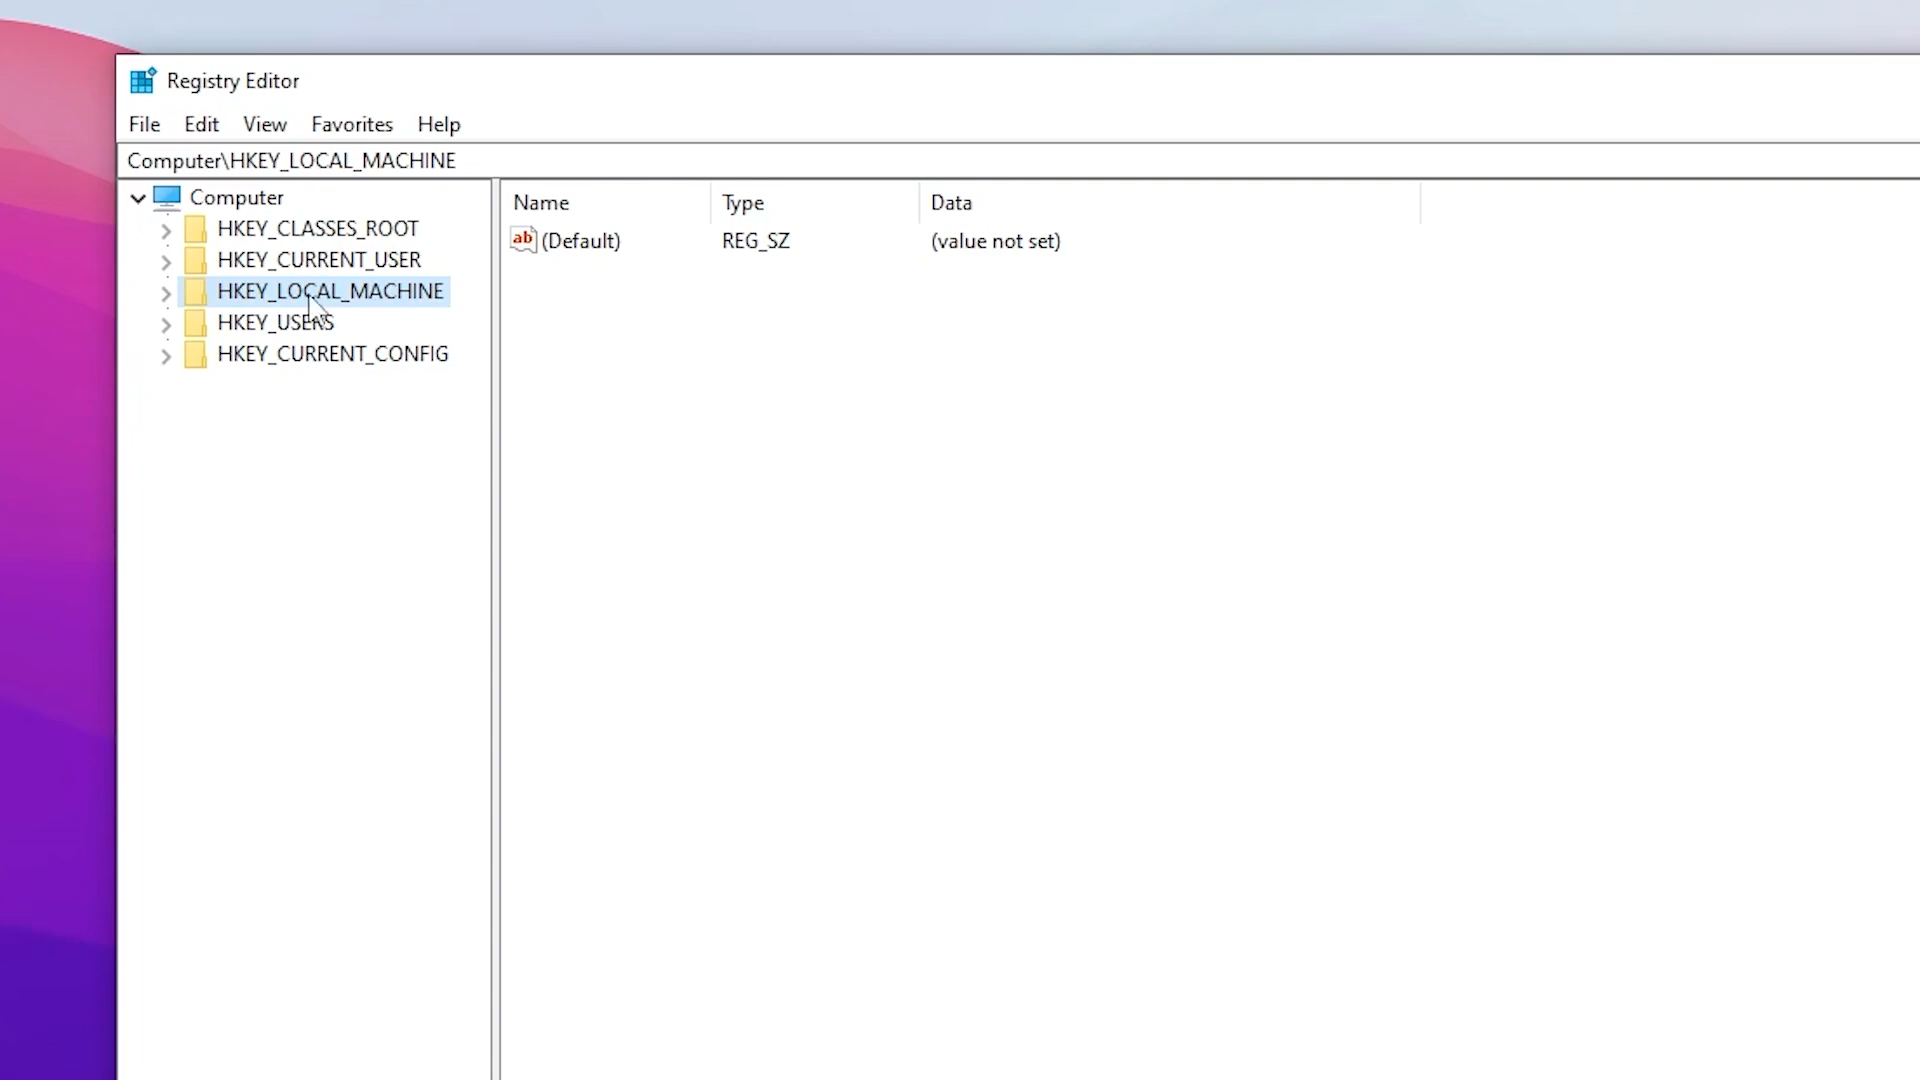 Registry Editor
File Edit View Favorites Help
Computer\HKEY_LOCAL_MACHINE
Computer
HKEY_CLASSES_ROOT
HKEY_CURRENT_USER
HKEY_LOCAL_MACHINE
HKEY_USERS
HKEY_CURRENT_CONFIG
Name Type Data
ab (Default) REG_SZ (value not set)